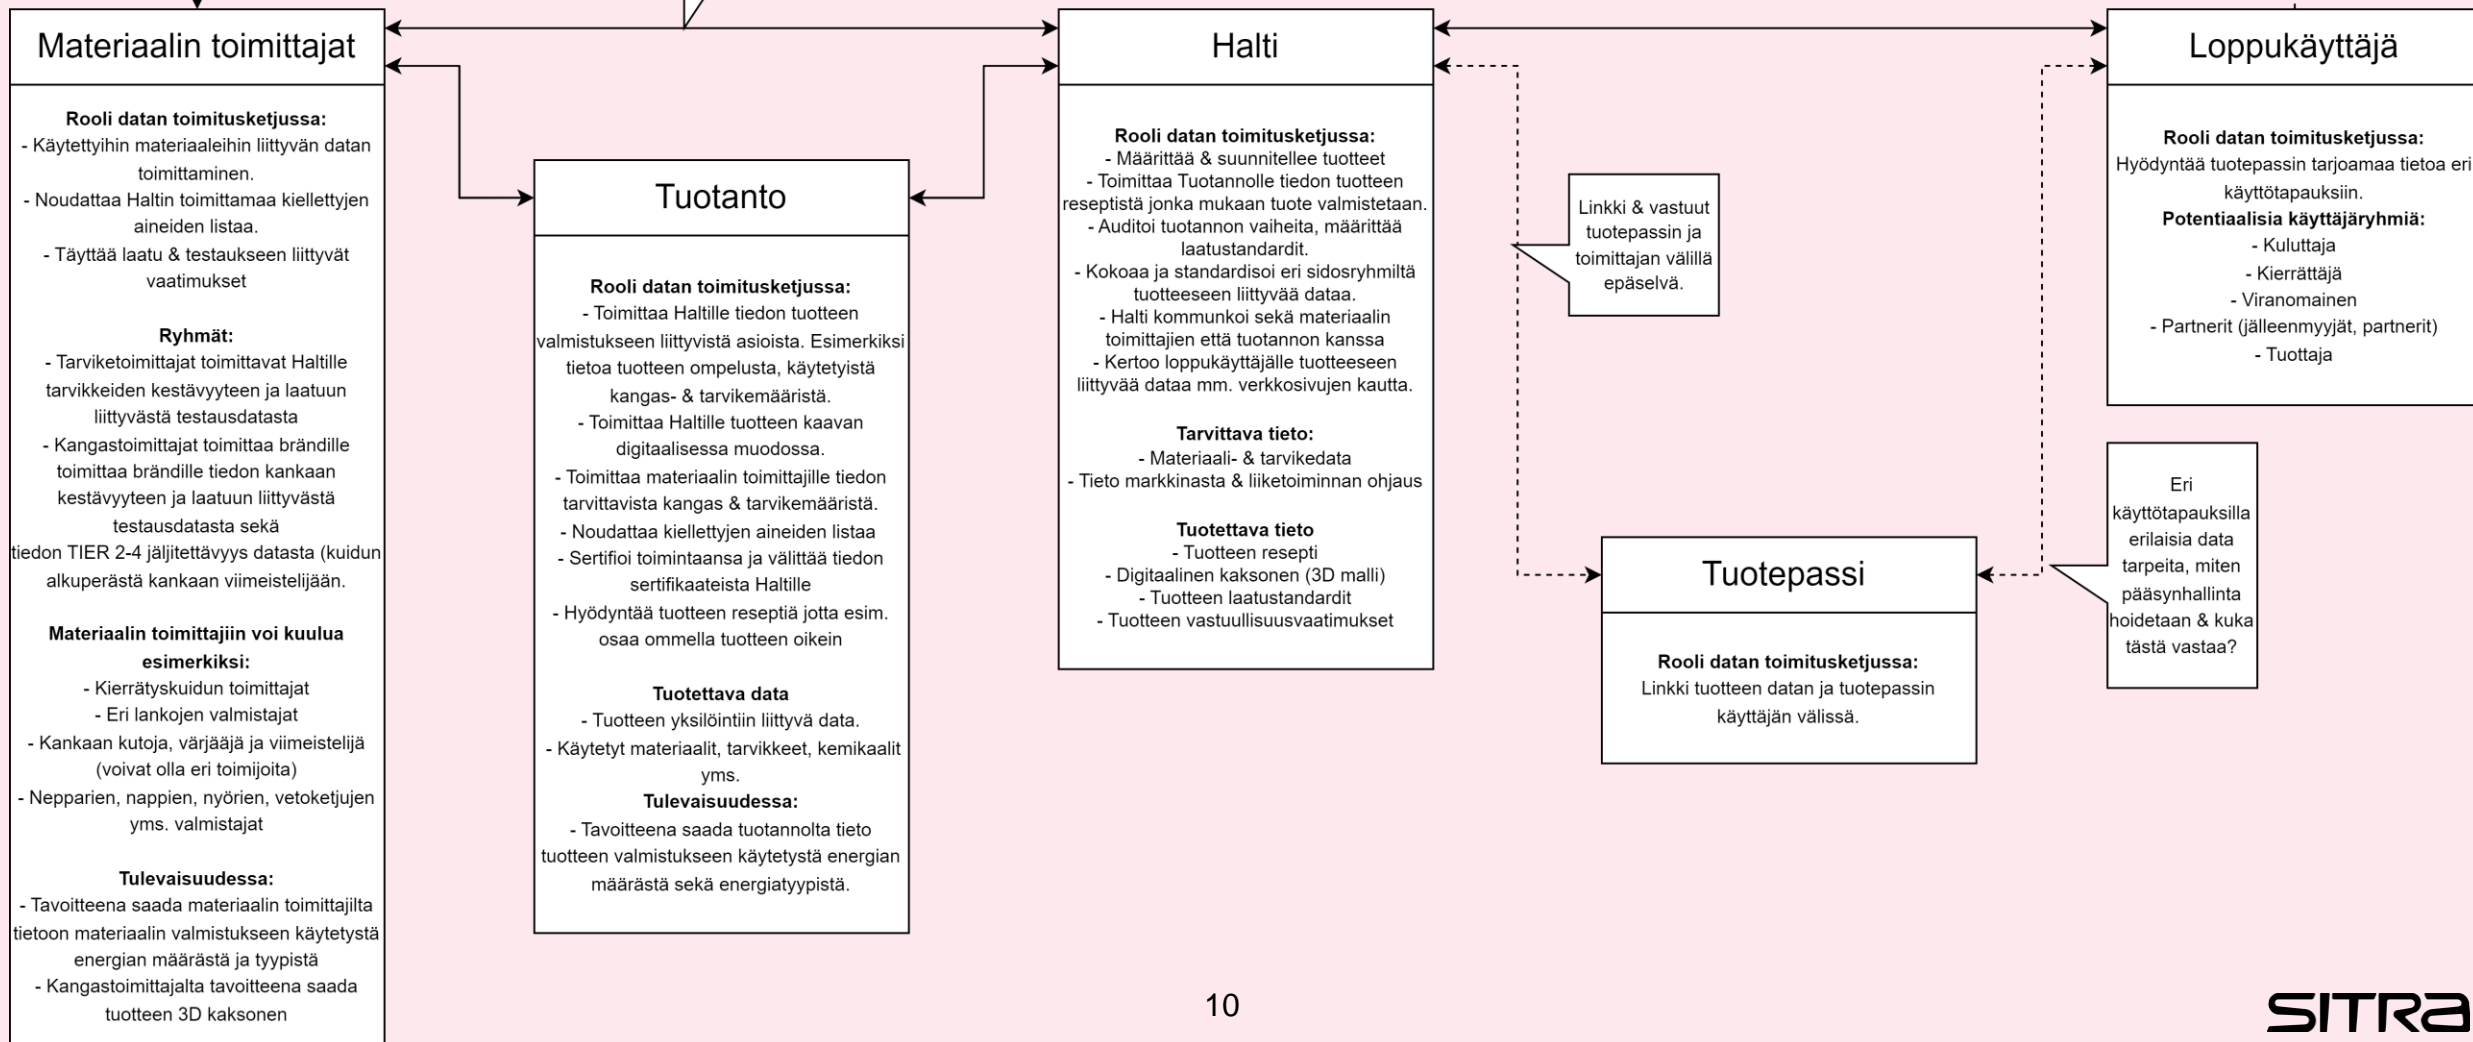 Materiaalin toimittajat
Rooli datan toimitusketjussa:
- Käytettyihin materiaaleihin liittyvän datan
toimittaminen.
- Noudattaa Haltin toimittamaa kiellettyjen
aineiden listaa.
- Täyttää laatu & testaukseen liittyvät
vaatimukset
Ryhmät:
- Tarviketoimittajat toimittavat Haltille
tarvikkeiden kestävyyteen ja laatuun
liittyvästä testausdatasta
- Kangastoimittajat toimittaa brändille
toimittaa brändille tiedon kankaan
kestävyyteen ja laatuun liittyvästä
testausdatasta sekä
tiedon TIER 2-4 jäljitettävyys datasta (kuidun
alkuperästä kankaan viimeistelijään.
Materiaalin toimittajiin voi kuulua
esimerkiksi:
- Kierrätyskuidun toimittajat
- Eri lankojen valmistajat
- Kankaan kutoja, värjääjä ja viimeistelijä
(voivat olla eri toimijoita)
- Nepparien, nappien, nyörien, vetoketjujen
yms. valmistajat
Tulevaisuudessa:
- Tavoitteena saada materiaalin toimittajilta
tietoon materiaalin valmistukseen käytetystä
energian määrästä ja tyypistä
- Kangastoimittajalta tavoitteena saada
tuotteen 3D kaksonen
Tuotanto
Rooli datan toimitusketjussa:
- Toimittaa Haltille tiedon tuotteen
valmistukseen liittyvistä asioista. Esimerkiksi
tietoa tuotteen ompelusta, käytetyistä
kangas- & tarvikemääristä.
- Toimittaa Haltille tuotteen kaavan
digitaalisessa muodossa.
- Toimittaa materiaalin toimittajille tiedon
tarvittavista kangas & tarvikemääristä.
- Noudattaa kiellettyjen aineiden listaa
- Sertifioi toimintaansa ja välittää tiedon
sertifikaateista Haltille
- Hyödyntää tuotteen reseptiä jotta esim.
osaa ommella tuotteen oikein
Tuotettava data
- Tuotteen yksilöintiin liittyvä data.
- Käytetyt materiaalit, tarvikkeet, kemikaalit
yms.
Tulevaisuudessa:
- Tavoitteena saada tuotannolta tieto
tuotteen valmistukseen käytetystä energian
määrästä sekä energiatyypistä.
Halti
Rooli datan toimitusketjussa:
- Määrittää & suunnitellee tuotteet
- Toimittaa Tuotannolle tiedon tuotteen
reseptistä jonka mukaan tuote valmistetaan.
- Auditoi tuotannon vaiheita, määrittää
laatustandardit.
- Kokoaa ja standardisoi eri sidosryhmiltä
tuotteeseen liittyvää dataa.
- Halti kommunkoi sekä materiaalin
toimittajien että tuotannon kanssa
- Kertoo loppukäyttäjälle tuotteeseen
liittyvää dataa mm. verkkosivujen kautta.
Tarvittava tieto:
- Materiaali- & tarvikedata
- Tieto markkinasta & liiketoiminnan ohjaus
Tuotettava tieto
- Tuotteen resepti
- Digitaalinen kaksonen (3D malli)
- Tuotteen laatustandardit
- Tuotteen vastuullisuusvaatimukset
Linkki & vastuut
tuotepassin ja
toimittajan välillä
epäselvä.
Tuotepassi
Rooli datan toimitusketjussa:
Linkki tuotteen datan ja tuotepassin
käyttäjän välissä.
Loppukäyttäjä
Rooli datan toimitusketjussa:
Hyödyntää tuotepassin tarjoamaa tietoa eri
käyttötapauksiin.
Potentiaalisia käyttäjäryhmiä:
- Kuluttaja
- Kierrättäjä
- Viranomainen
- Partnerit (jälleenmyyjät, partnerit)
- Tuottaja
Eri
käyttötapauksilla
erilaisia data
tarpeita, miten
pääsynhallinta
hoidetaan & kuka
tästä vastaa?
10
SITRA